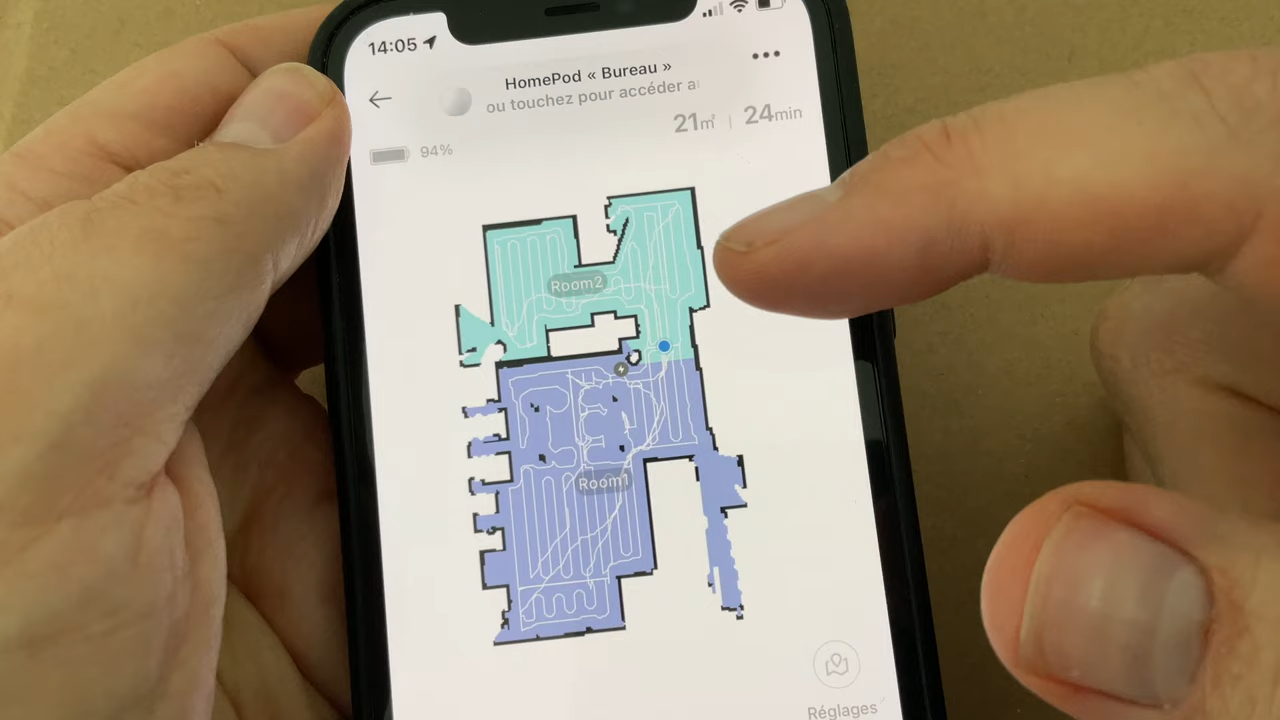 14:05
HomePod « Bureau »
ou touchez pour accéder a
21㎡ | 24min
94%
Room2
Room1
Réglages